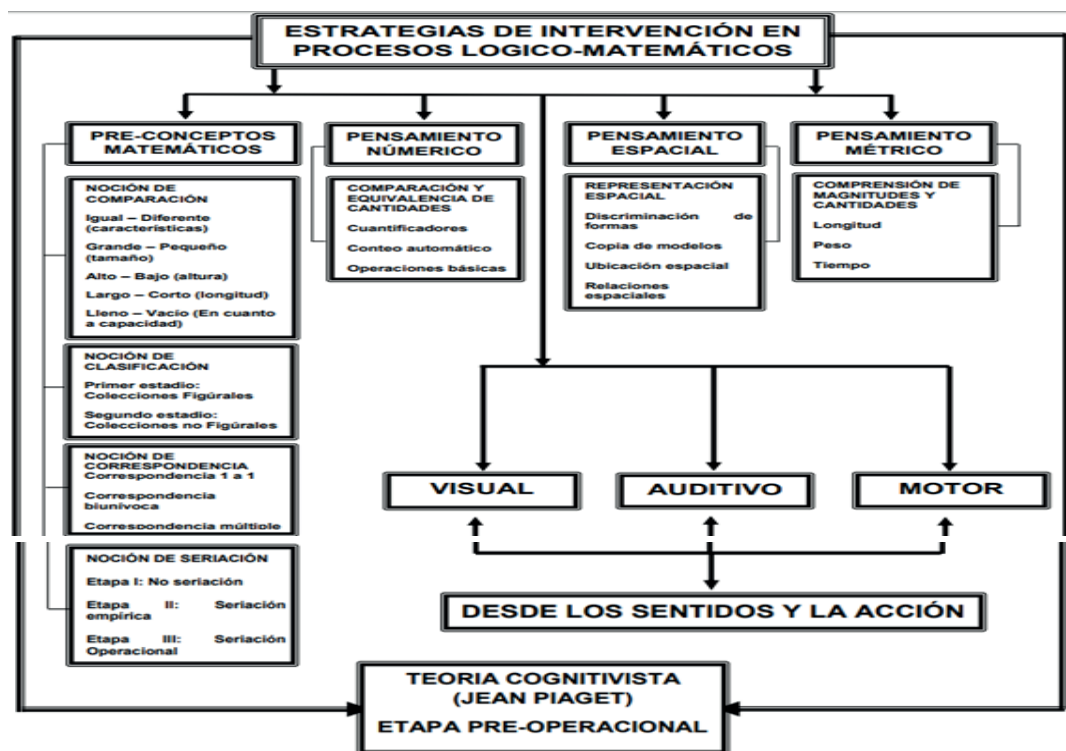 ESTRATEGIAS DE INTERVENCIÓN EN
PROCESOS LOGICO-MATEMÁTICOS
PRE-CONCEPTOS
MATEMÁTICOS
NOCIÓN DE
COMPARACIÓN
Igual – Diferente
(características)
Grande – Pequeño
(tamaño)
Alto – Bajo (altura)
Largo – Corto (longitud)
Lleno – Vacío (En cuanto
a capacidad)
NOCIÓN DE
CLASIFICACIÓN
Primer estadio:
Colecciones Figúrales
Segundo estadio:
Colecciones no Figúrales
NOCIÓN DE
CORRESPONDENCIA
Correspondencia 1 a 1
Correspondencia
biunívoca
Correspondencia múltiple
NOCIÓN DE SERIACIÓN
Etapa I: No seriación
Etapa II: Seriación
empírica
Etapa III: Seriación
Operacional
PENSAMIENTO
NÚMERICO
COMPARACIÓN Y
EQUIVALENCIA DE
CANTIDADES
Cuantificadores
Conteo automático
Operaciones básicas
PENSAMIENTO
ESPACIAL
REPRESENTACIÓN
ESPACIAL
Discriminación de
formas
Copia de modelos
Ubicación espacial
Relaciones
espaciales
PENSAMIENTO
MÉTRICO
COMPRENSIÓN DE
MAGNITUDES Y
CANTIDADES
Longitud
Peso
Tiempo
VISUAL
AUDITIVO
MOTOR
DESDE LOS SENTIDOS Y LA ACCIÓN
TEORIA COGNITIVISTA
(JEAN PIAGET)
ETAPA PRE-OPERACIONAL